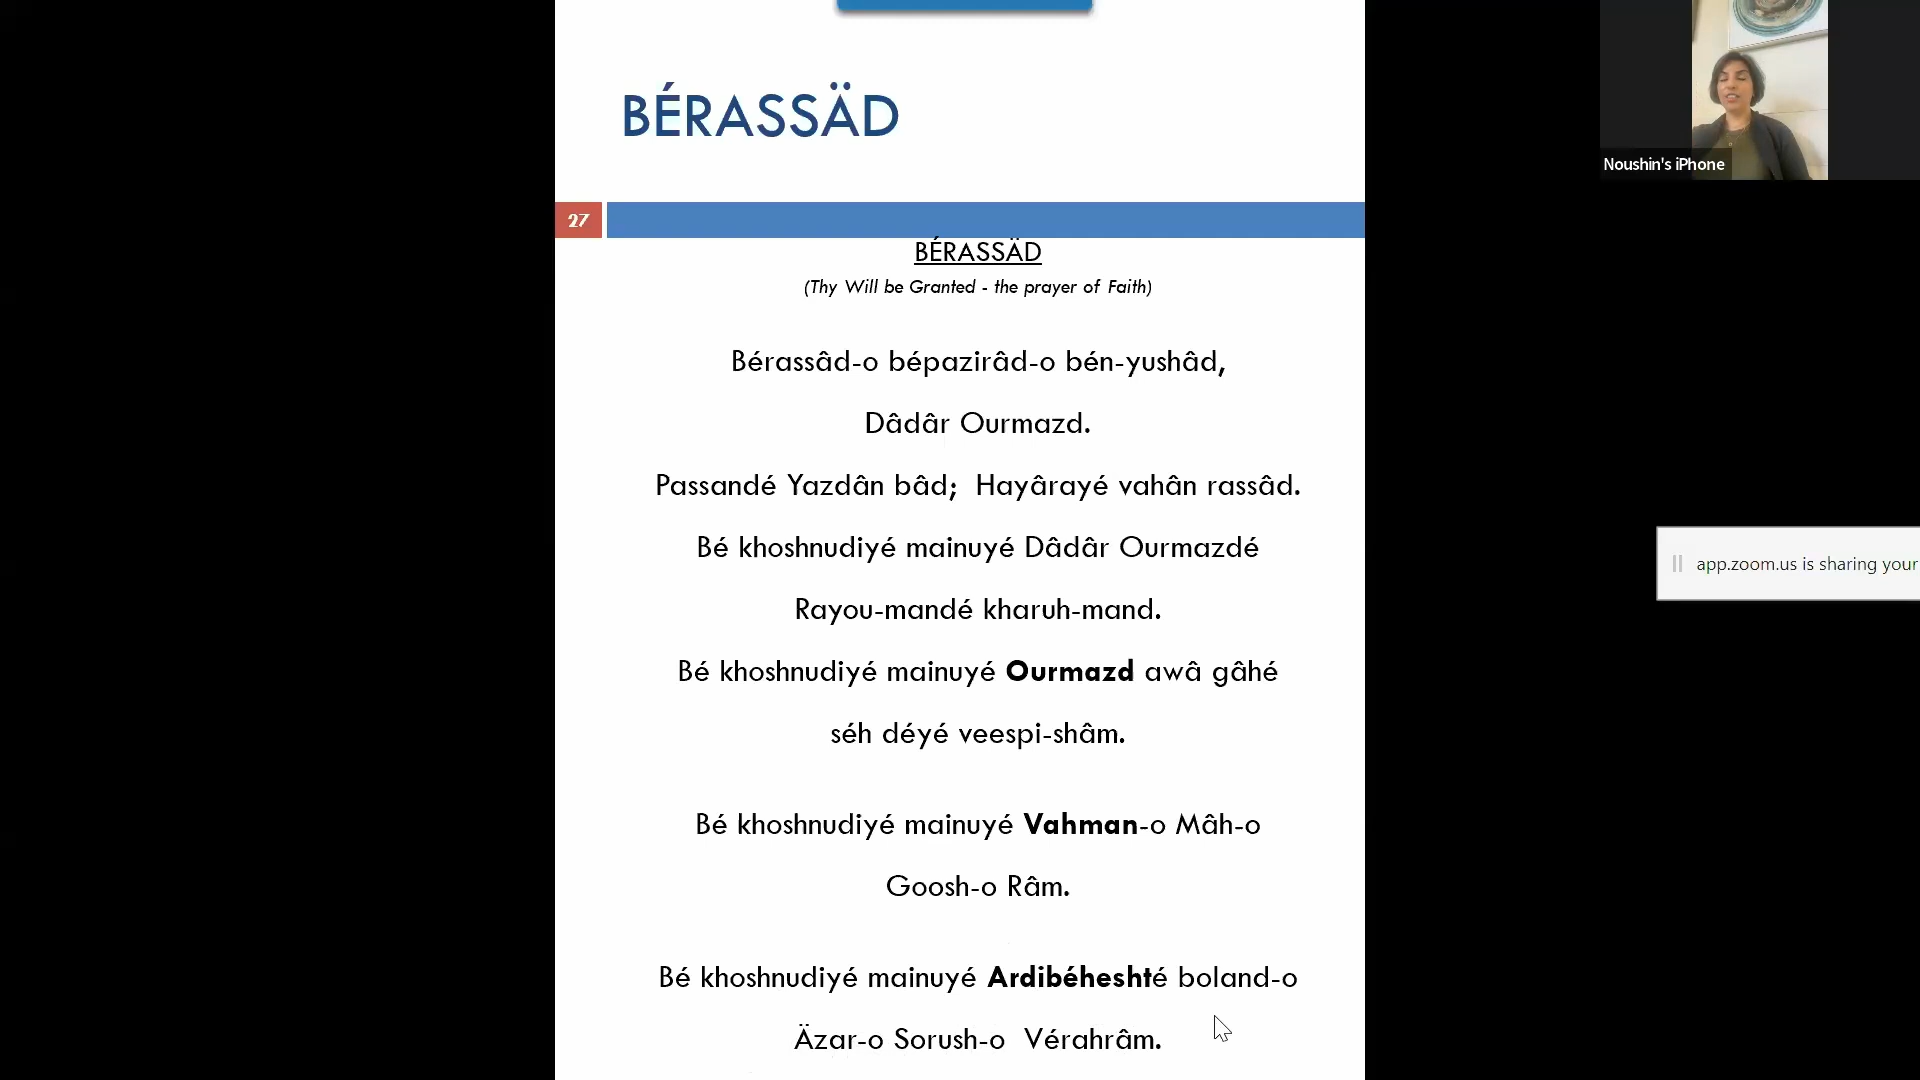 BÉRASSÄD
Noushin's iPhone
27
BÉRASSÄD
(Thy Will be Granted - the prayer of Faith)
Bérassâd-o bépazirâd-o bén-yushâd,
Dâdâr Ourmazd.
Passandé Yazdân bâd; Hayârayé vahân rassâd.
Bé khoshnudiyé mainuyé Dâdâr Ourmazdé
Rayou-mandé kharuh-mand.
Bé khoshnudiyé mainuyé Ourmazd awâ gâhé
séh déyé veespi-shâm.
Bé khoshnudiyé mainuyé Vahman-o Mâh-o
Goosh-o Râm.
Bé khoshnudiyé mainuyé Ardibéheshté boland-o
Äzar-o Sorush-o Vérahrâm.
app.zoom.us is sharing your